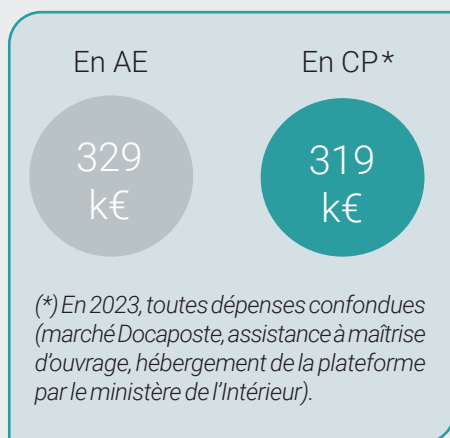 En AE
En CP*
329
k€
319
k€
(*) En 2023, toutes dépenses confondues
(marché Docaposte, assistance à maîtrise
d'ouvrage, hébergement de la plateforme
par le ministère de l'Intérieur).